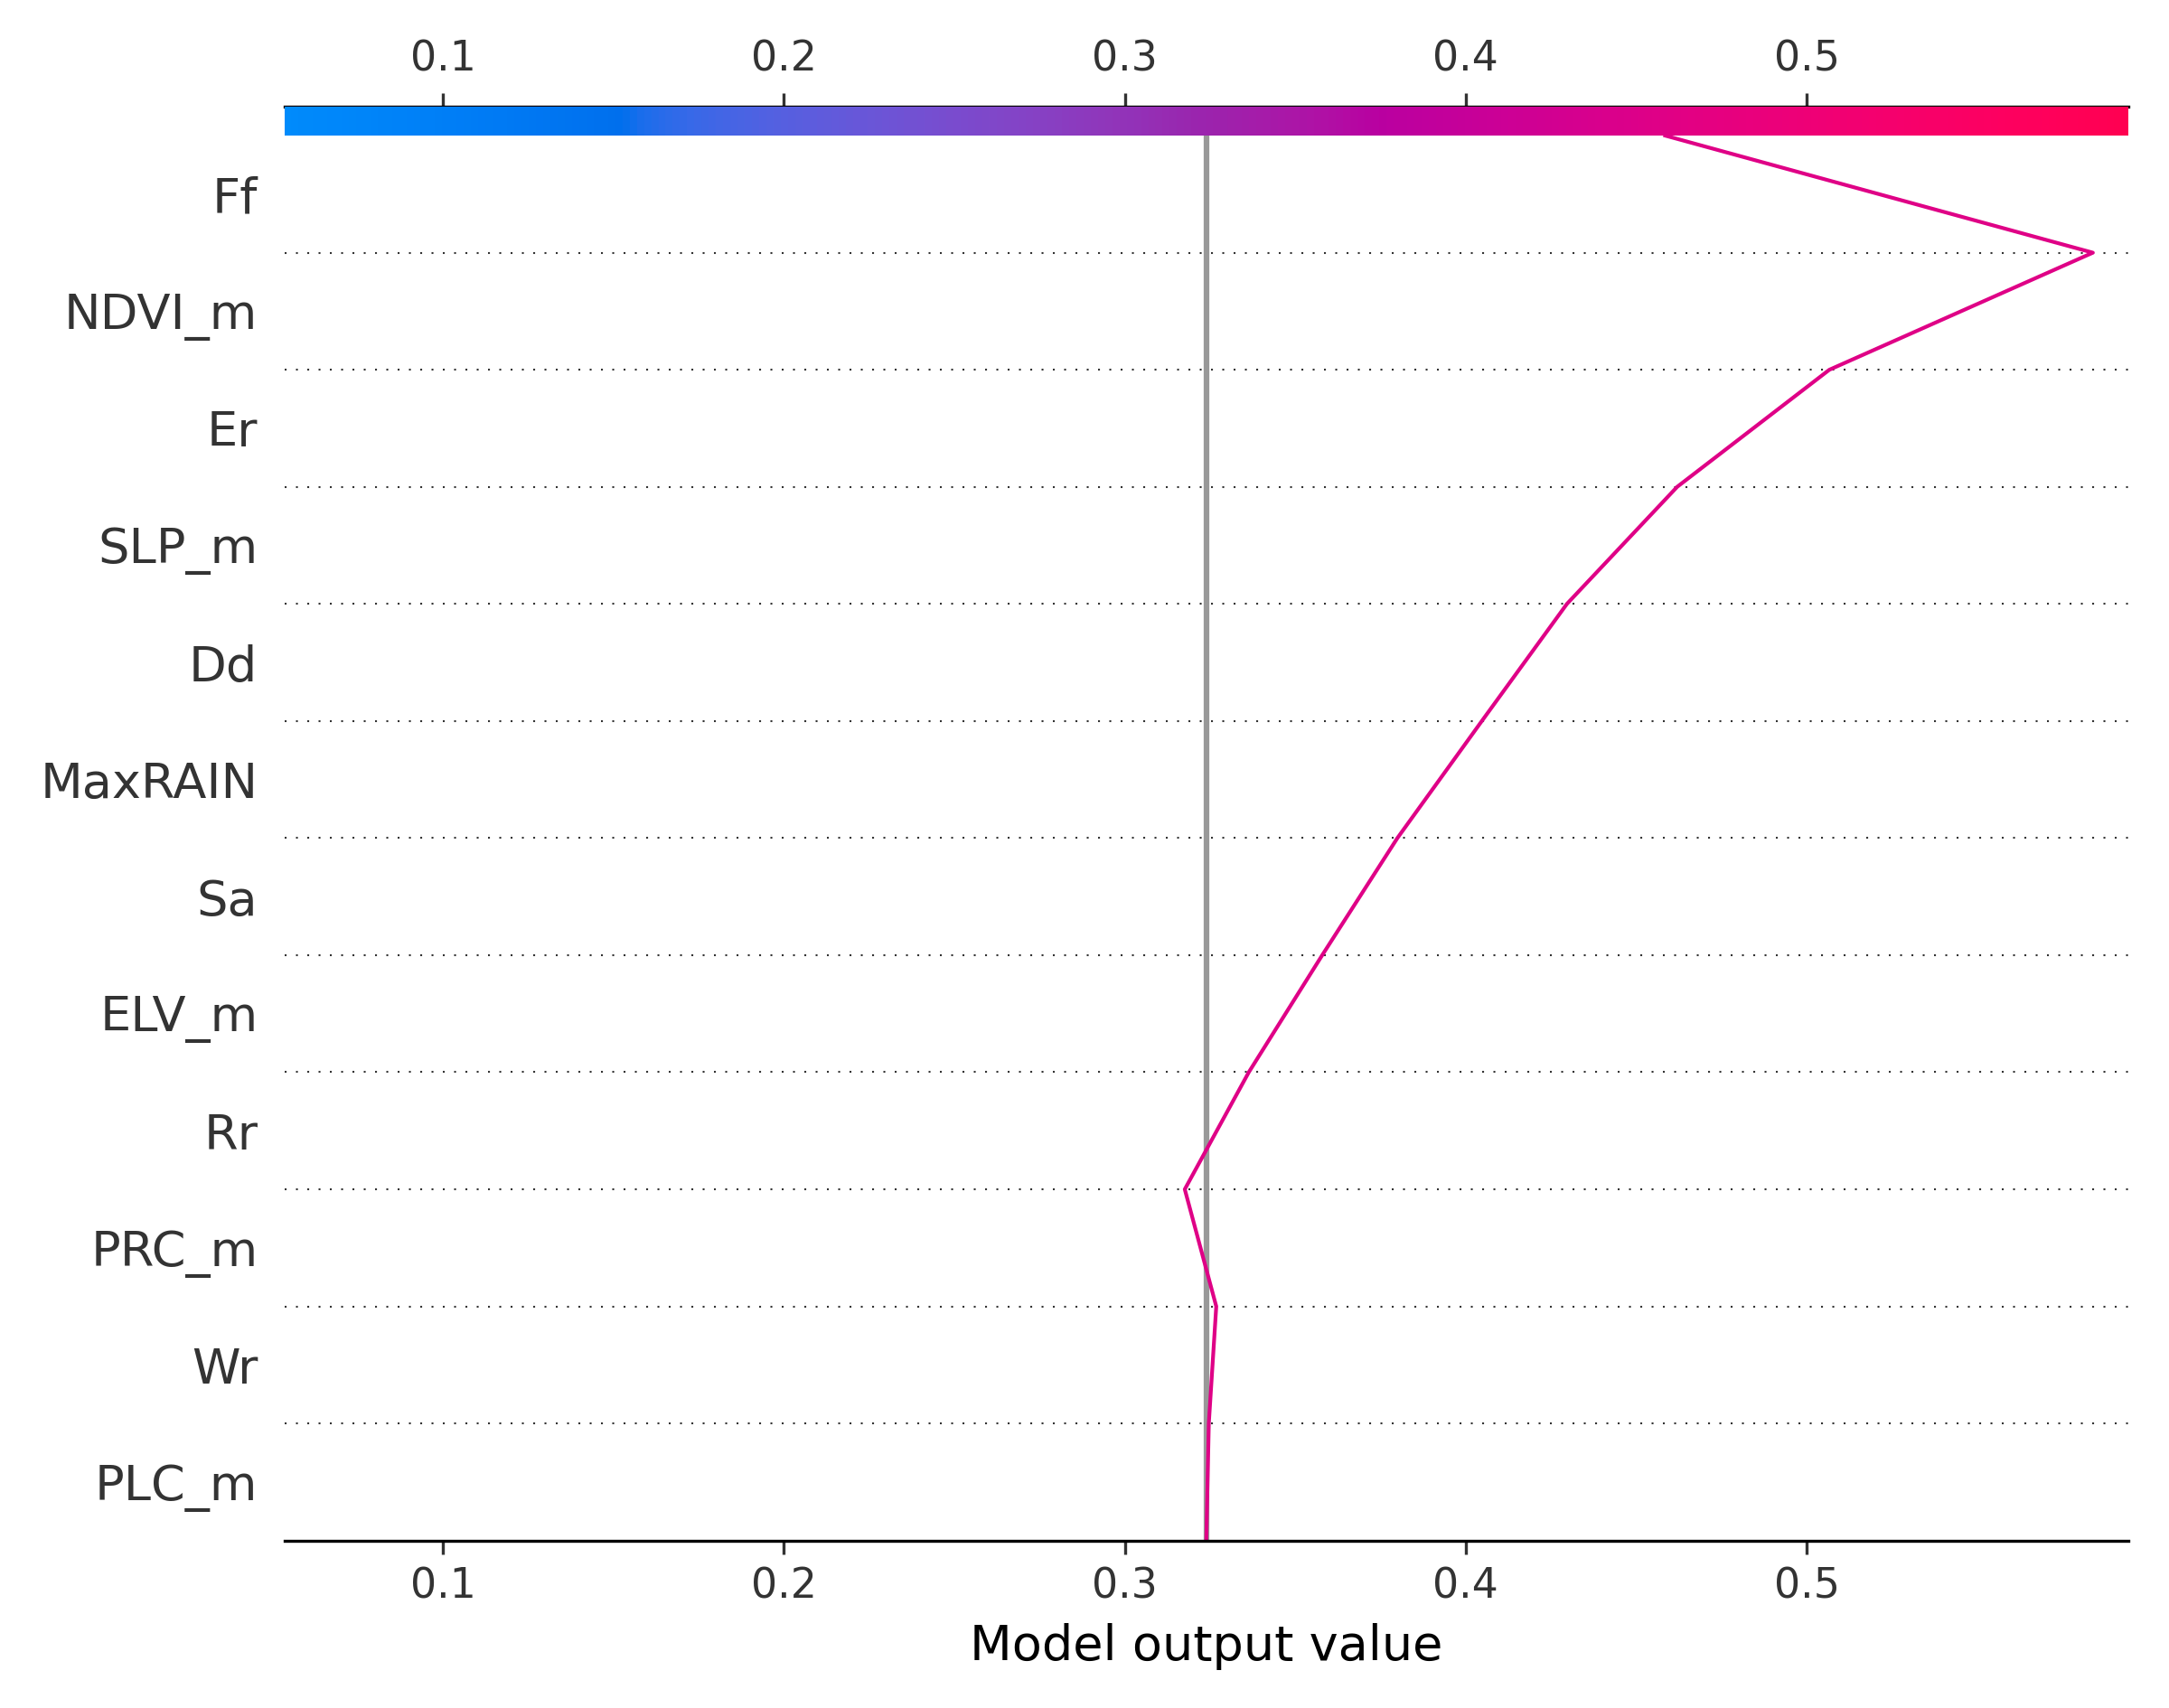 0.1 0.2 0.3 0.4 0.5
Ff
NDVI_m
Er
SLP_m
Dd
MaxRAIN
Sa
ELV_m
Rr
PRC_m
Wr
PLC_m
0.1 0.2 0.3 0.4 0.5
Model output value